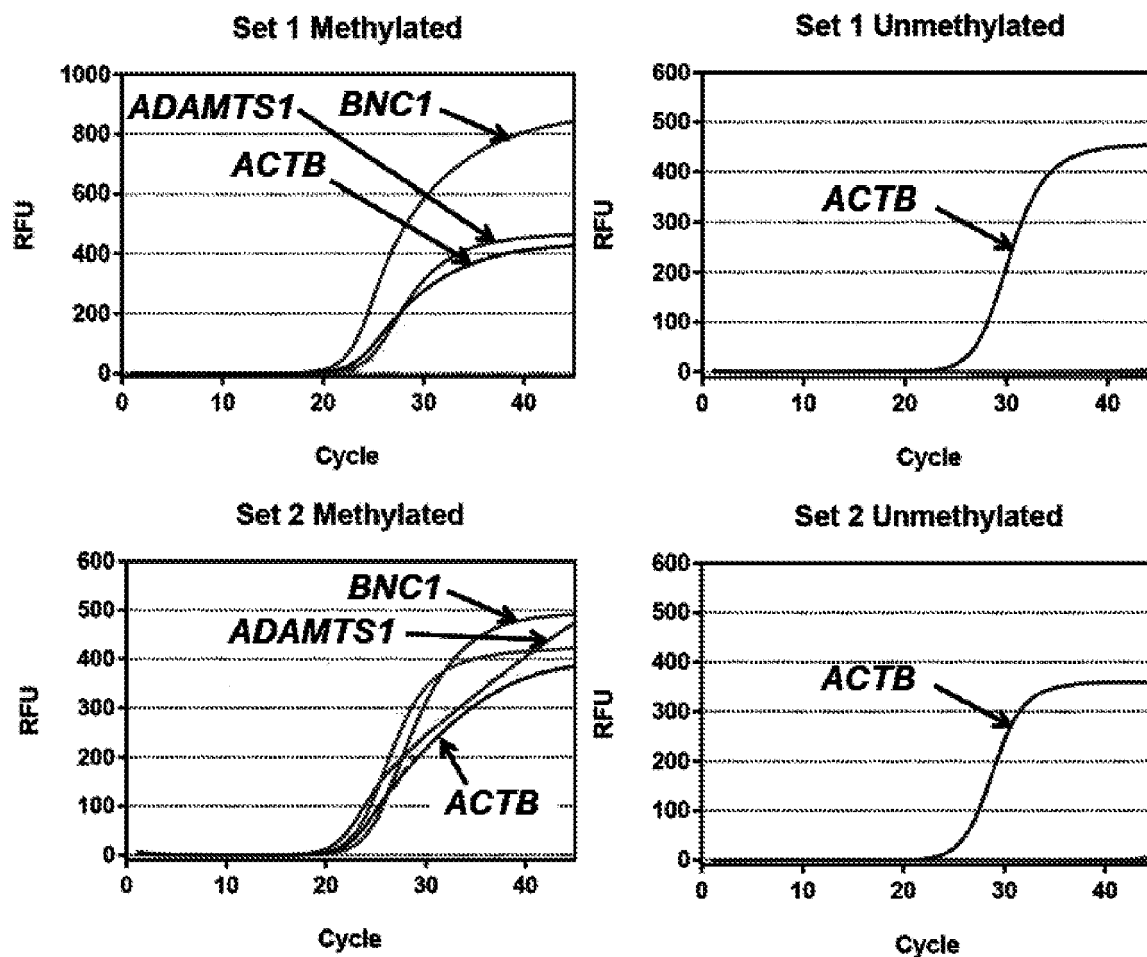 Set 1 Methylated
1000
800
600
400
200
0
RFU
ADAMTS1
BNC1
ACTB
0 10 20 30 40
Cycle
Set 1 Unmethylated
600
500
400
300
200
100
0
RFU
ACTB
0 10 20 30 40
Cycle
Set 2 Methylated
600
500
400
300
200
100
0
RFU
BNC1
ADAMTS1
ACTB
0 10 20 30 40
Cycle
Set 2 Unmethylated
600
500
400
300
200
100
0
RFU
ACTB
0 10 20 30 40
Cycle